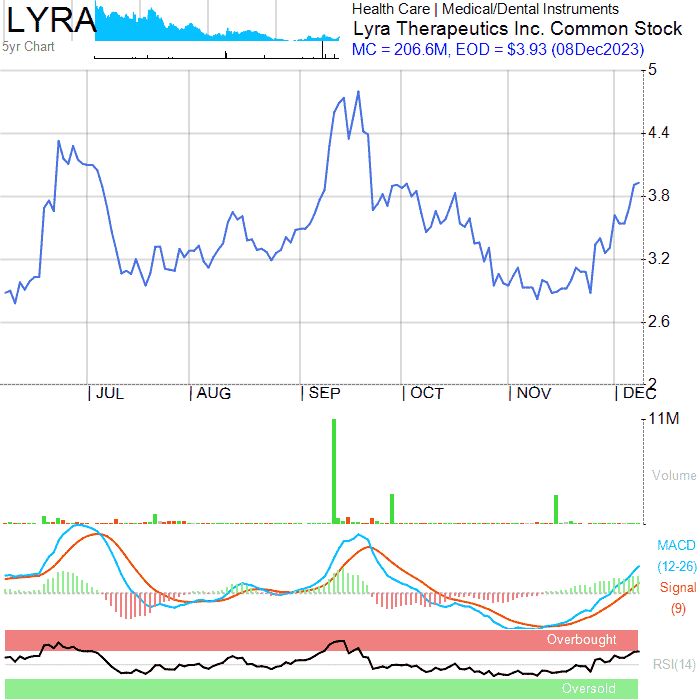 LYRA
5yr Chart
Health Care | Medical/Dental Instruments
Lyra Therapeutics Inc. Common Stock
MC = 206.6M, EOD = $3.93 (08Dec2023)
5
4.4
3.8
3.2
2.6
2
JUL
AUG
SEP
OCT
NOV
DEC
11M
Volume
MACD
(12-26)
Signal
(9)
Overbought
RSI(14)
Oversold